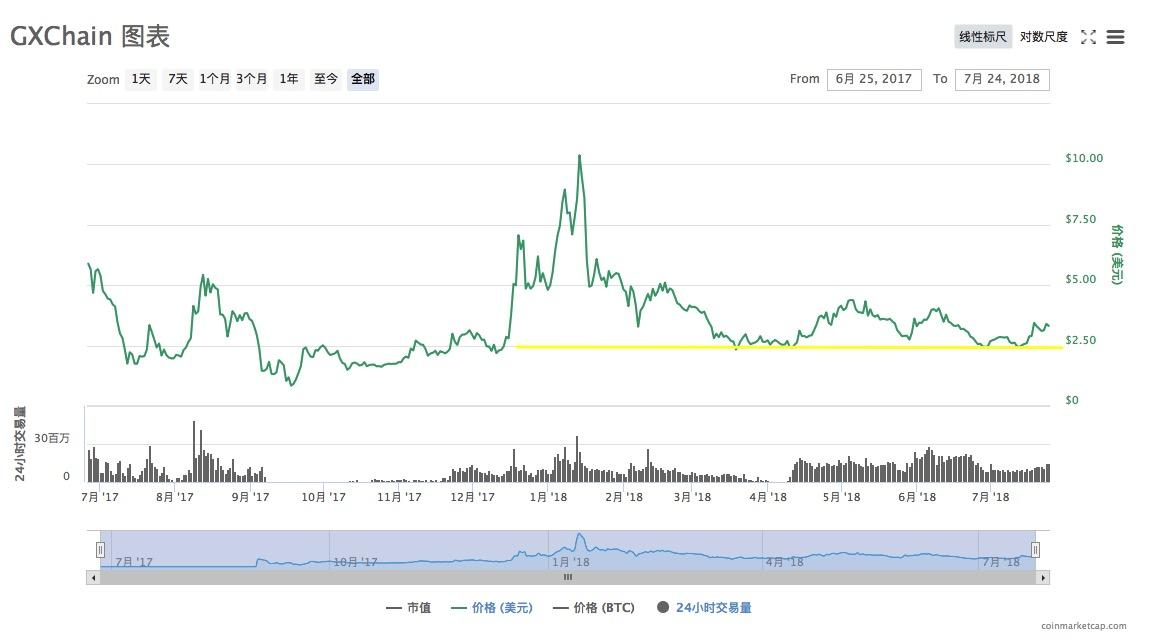 GXChain 图表
线性标尺 对数尺度
Zoom 1天 7天 1个月 3个月 1年 至今 全部 From 6月 25, 2017 To 7月 24, 2018
$10.00
$7.50
$5.00
$2.50
$0
价格 (美元)
24小时交易量
30百万
0
7月 '17 8月 '17 9月 '17 10月 '17 11月 '17 12月 '17 1月 '18 2月 '18 3月 '18 4月 '18 5月 '18 6月 '18 7月 '18
7月 '17 10月 '17 1月 '18 4月 '18 7月 '18
市值 价格 (美元) 价格 (BTC) 24小时交易量
coinmarketcap.com